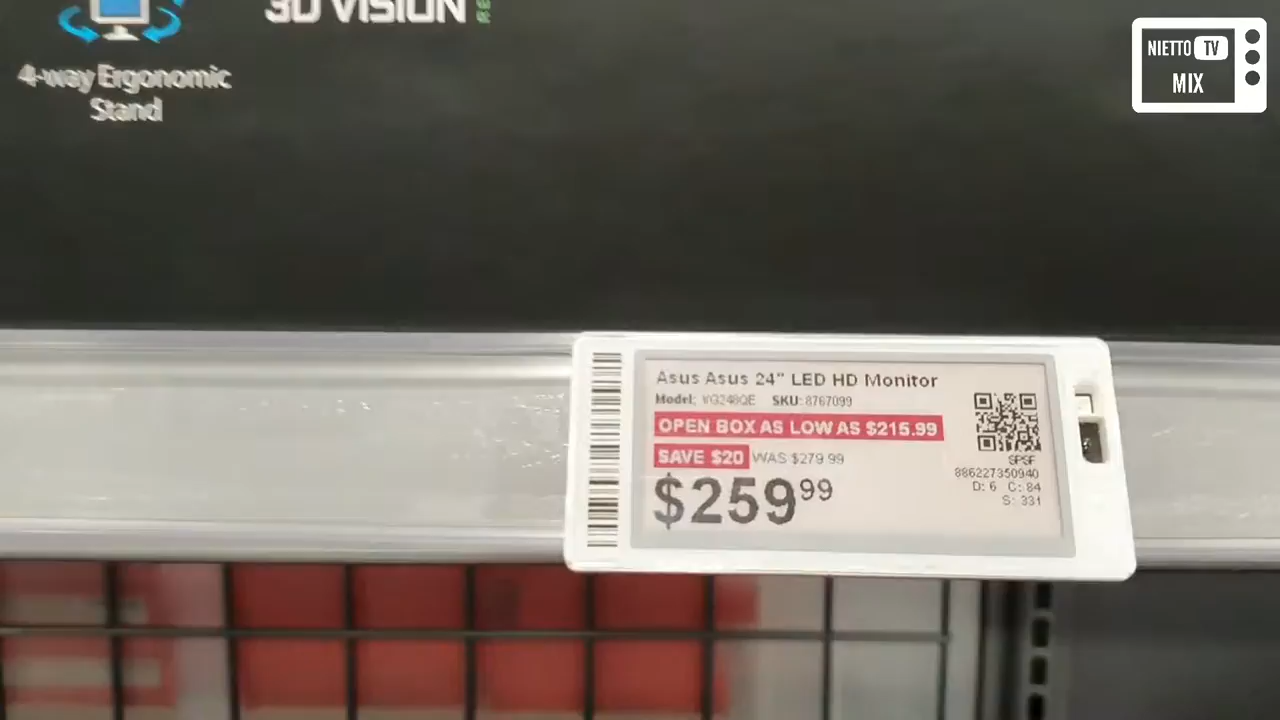 3D VISION
4-way Ergonomic
Stand
NIETTO TV
MIX
Asus Asus 24" LED HD Monitor
Model: VG248QE SKU: 8767099
OPEN BOX AS LOW AS $215.99
SAVE $20 WAS $279.99
$259 99
SPSF
886227350940
D: 6 C: 84
S: 331